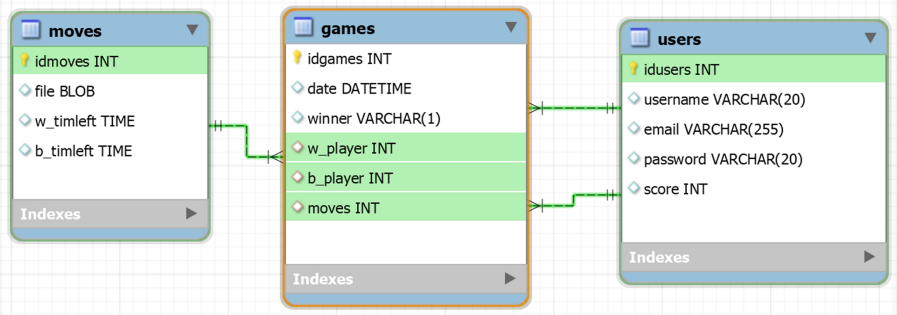 moves
idmoves INT
file BLOB
w_timleft TIME
b_timleft TIME
Indexes
games
idgames INT
date DATETIME
winner VARCHAR(1)
w_player INT
b_player INT
moves INT
Indexes
users
idusers INT
username VARCHAR(20)
email VARCHAR(255)
password VARCHAR(20)
score INT
Indexes